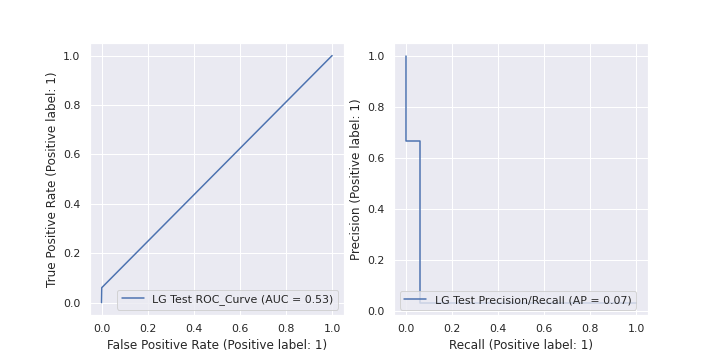 1.0
0.8
0.6
0.4
0.2
0.0
True Positive Rate (Positive label: 1)
LG Test ROC_Curve (AUC = 0.53)
0.0 0.2 0.4 0.6 0.8 1.0
False Positive Rate (Positive label: 1)
1.0
0.8
0.6
0.4
0.2
0.0
Precision (Positive label: 1)
LG Test Precision/Recall (AP = 0.07)
0.0 0.2 0.4 0.6 0.8 1.0
Recall (Positive label: 1)